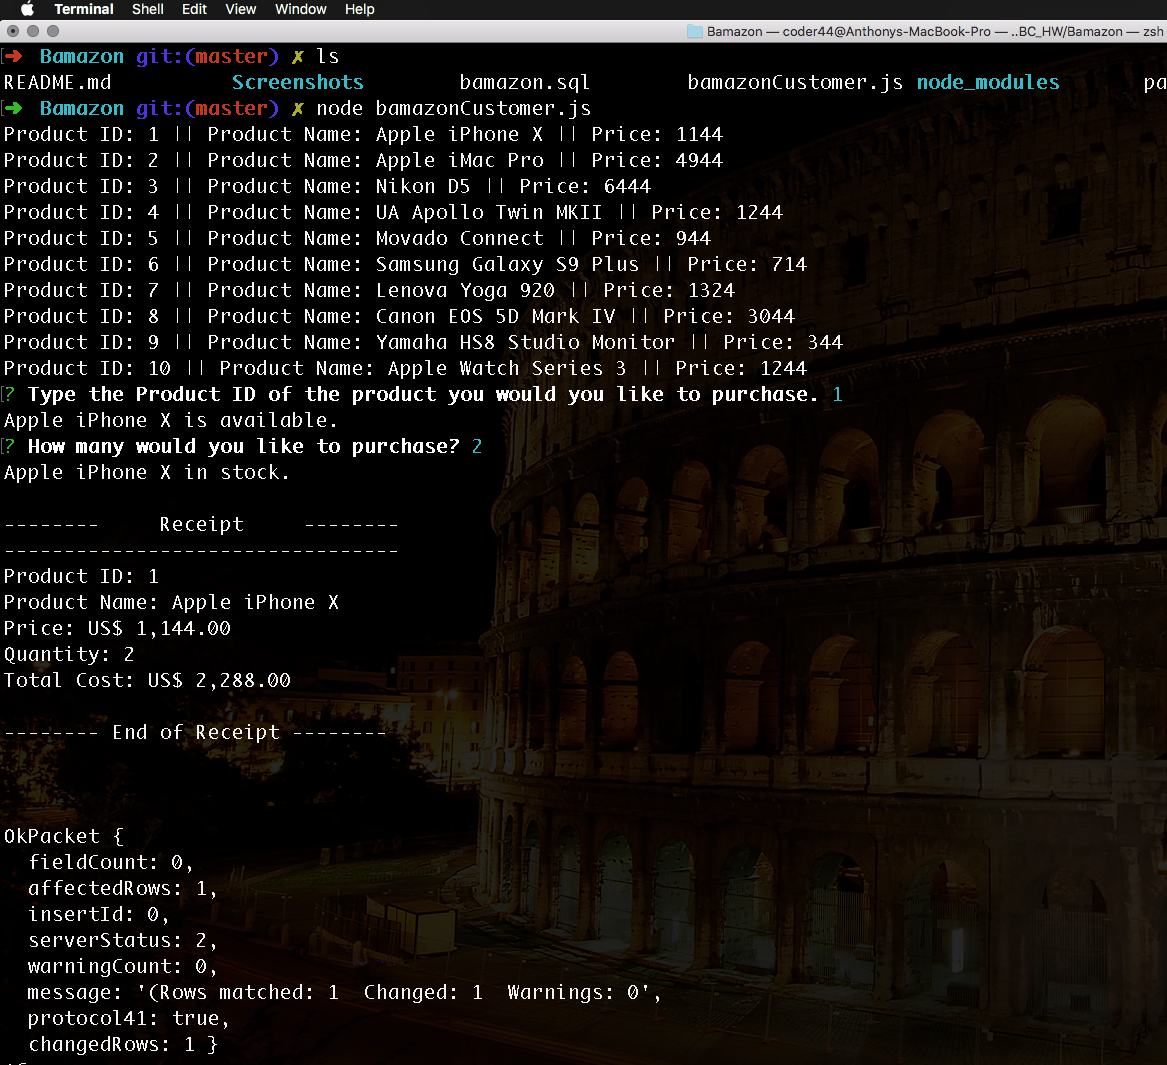 Terminal Shell Edit View Window Help
Bamazon — coder44@Anthonys-MacBook-Pro — ..BC_HW/Bamazon — zsh
➜ Bamazon git:(master) ✗ ls
README.md Screenshots bamazon.sql bamazonCustomer.js node_modules pa
➜ Bamazon git:(master) ✗ node bamazonCustomer.js
Product ID: 1 || Product Name: Apple iPhone X || Price: 1144
Product ID: 2 || Product Name: Apple iMac Pro || Price: 4944
Product ID: 3 || Product Name: Nikon D5 || Price: 6444
Product ID: 4 || Product Name: UA Apollo Twin MKII || Price: 1244
Product ID: 5 || Product Name: Movado Connect || Price: 944
Product ID: 6 || Product Name: Samsung Galaxy S9 Plus || Price: 714
Product ID: 7 || Product Name: Lenova Yoga 920 || Price: 1324
Product ID: 8 || Product Name: Canon EOS 5D Mark IV || Price: 3044
Product ID: 9 || Product Name: Yamaha HS8 Studio Monitor || Price: 344
Product ID: 10 || Product Name: Apple Watch Series 3 || Price: 1244
? Type the Product ID of the product you would you like to purchase. 1
Apple iPhone X is available.
? How many would you like to purchase? 2
Apple iPhone X in stock.
-------- Receipt --------
---------------------------------
Product ID: 1
Product Name: Apple iPhone X
Price: US$ 1,144.00
Quantity: 2
Total Cost: US$ 2,288.00
-------- End of Receipt --------
OkPacket {
fieldCount: 0,
affectedRows: 1,
insertId: 0,
serverStatus: 2,
warningCount: 0,
message: '(Rows matched: 1  Changed: 1  Warnings: 0',
protocol41: true,
changedRows: 1 }